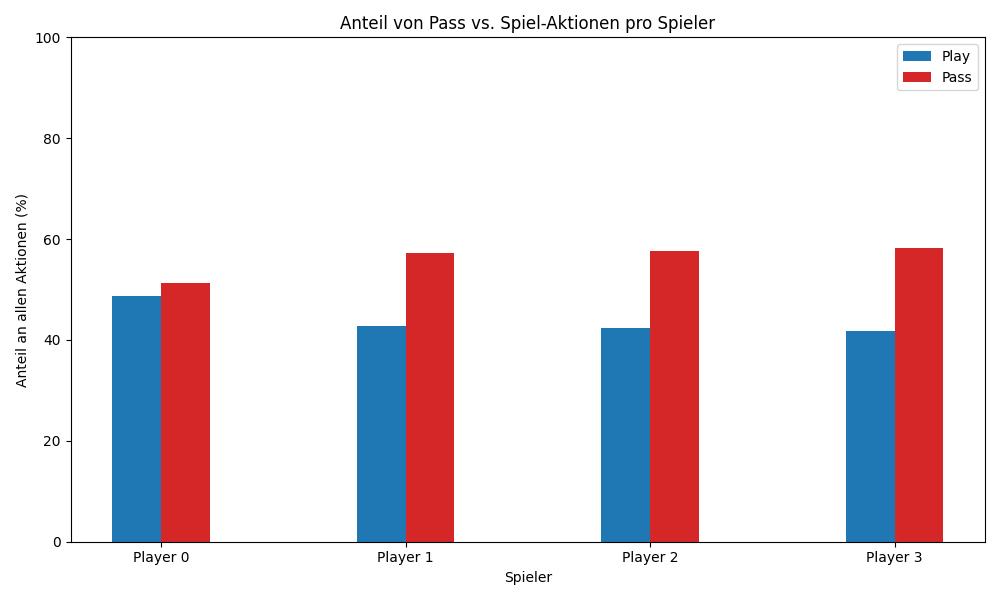 Anteil von Pass vs. Spiel-Aktionen pro Spieler
Play
Pass
Anteil an allen Aktionen (%)
100
80
60
40
20
0
Player 0
Player 1
Player 2
Player 3
Spieler